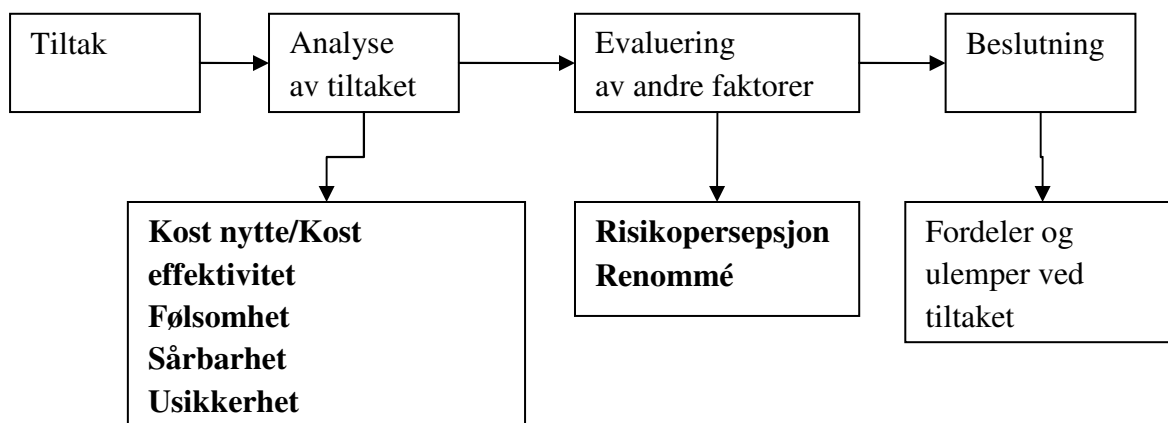 Tiltak
Analyse
av tiltaket
Evaluering
av andre faktorer
Beslutning
Kost nytte/Kost
effektivitet
Følsomhet
Sårbarhet
Usikkerhet
Risikopersepsjon
Renommé
Fordeler og
ulemper ved
tiltaket